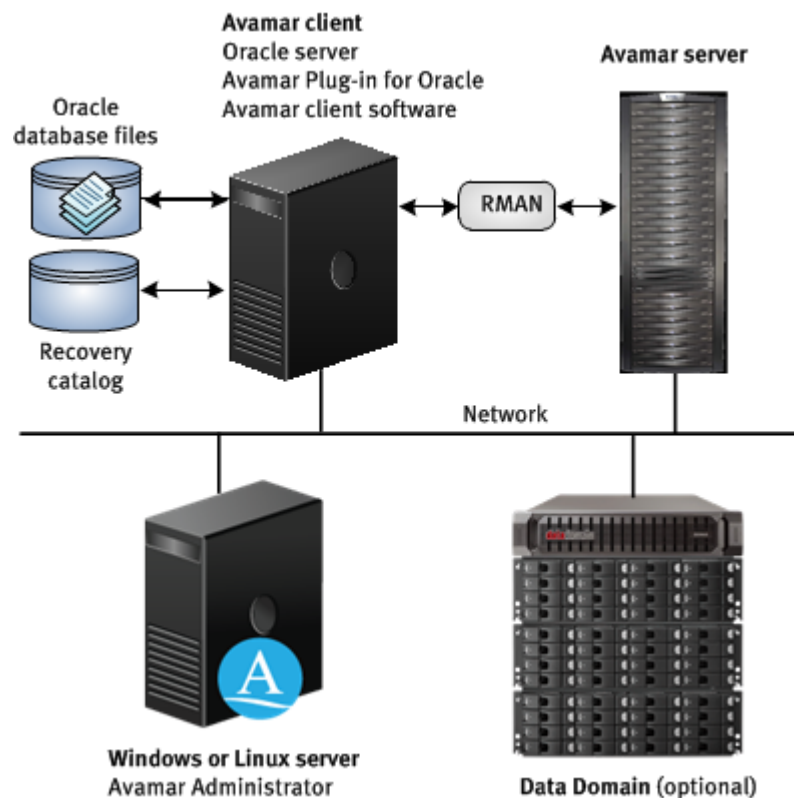 Avamar client
Oracle server
Avamar Plug-in for Oracle
Avamar client software
Avamar server
Oracle
database files
RMAN
Recovery
catalog
Network
A
Windows or Linux server
Avamar Administrator
Data Domain (optional)